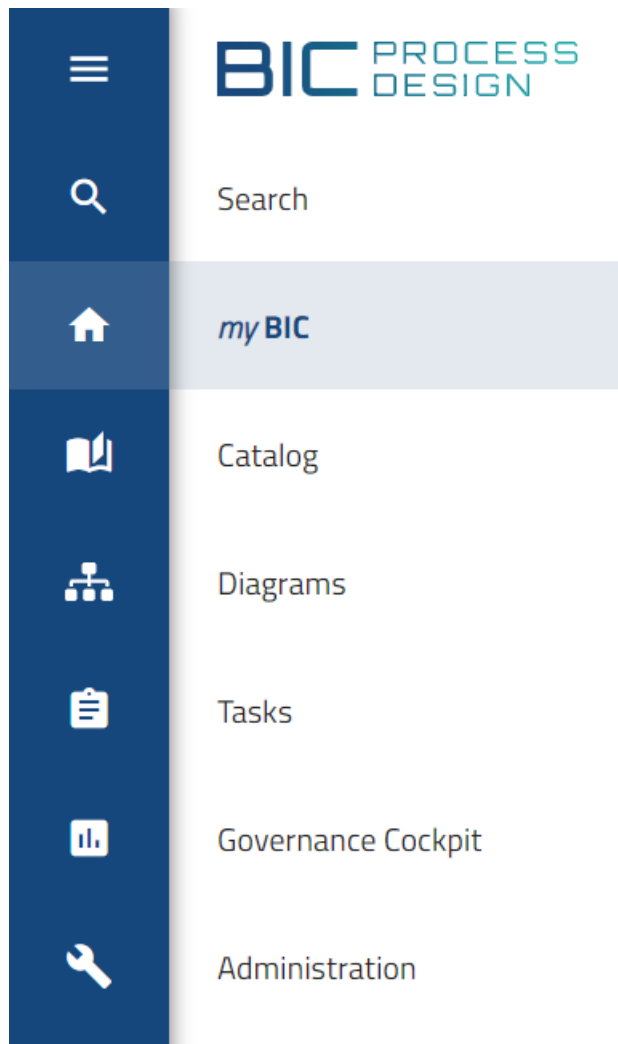 BIC PROCESS
DESIGN
Search
my BIC
Catalog
Diagrams
Tasks
Governance Cockpit
Administration